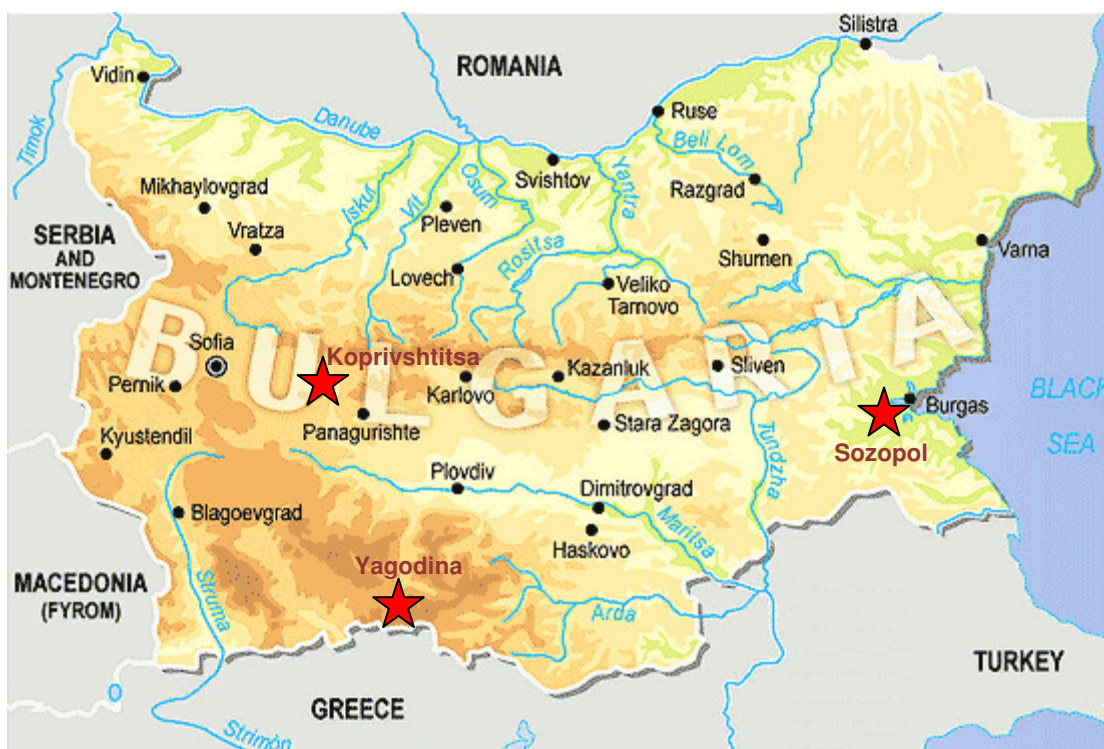 Silistra
ROMANIA
Vidin
Timok
Danube
Ruse
Beli Lom
Iskur
Vit
Osum
Svishtov
Yantra
Razgrad
Mikhaylovgrad
Pleven
Vratza
SERBIA
AND
MONTENEGRO
Rositsa
Shumen
Varna
Lovech
Veliko
Tarnovo
BULGARIA
Sofia
Koprivshtitsa
Pernik
Karlovo
Kazanluk
Sliven
BLACK
SEA
Burgas
Panagurishte
Stara Zagora
Kyustendil
Sozopol
Tundzha
Plovdiv
Dimitrovgrad
Blagoevgrad
Maritsa
Haskovo
Yagodina
MACEDONIA
(FYROM)
Struma
Arda
TURKEY
GREECE
Strimòn